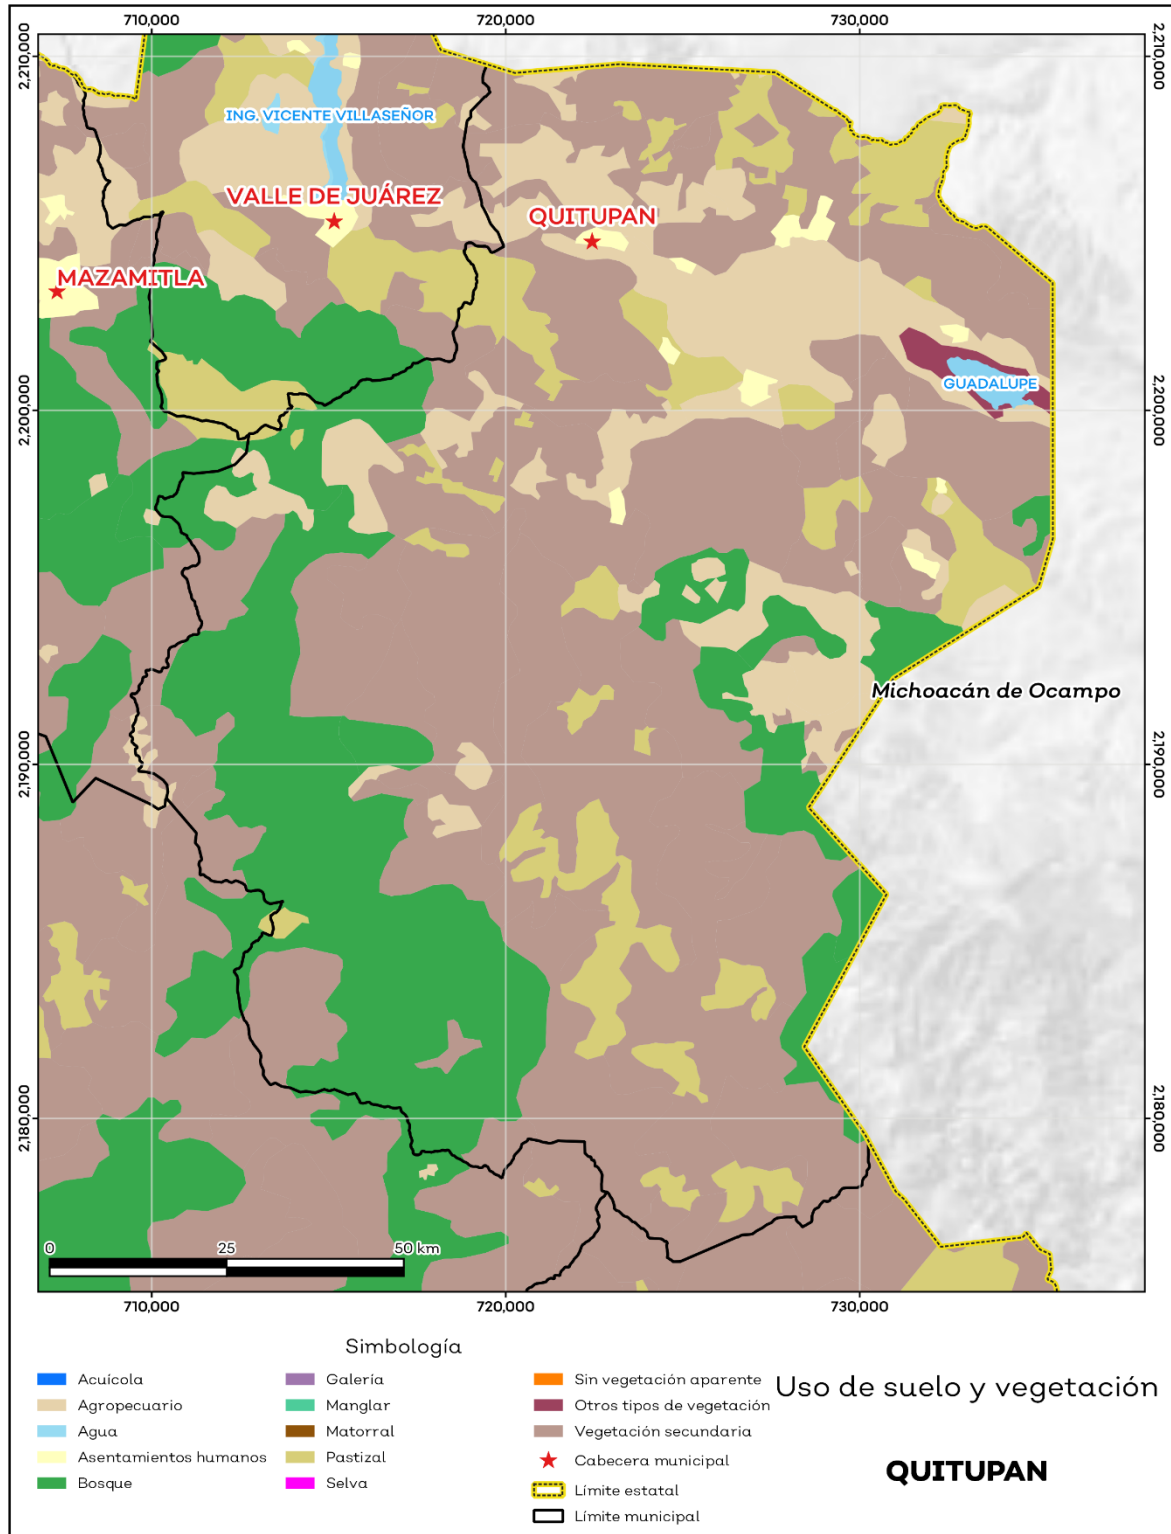 710,000 720,000 730,000
2,210,000 2,210,000
ING. VICENTE VILLASEÑOR
VALLE DE JUÁREZ
QUITUPAN
MAZAMITLA
GUADALUPE
2,200,000 2,200,000
Michoacán de Ocampo
2,190,000 2,190,000
2,180,000 2,180,000
0 25 50 km
710,000 720,000 730,000
Simbología
Acuícola
Agropecuario
Agua
Asentamientos humanos
Bosque
Galería
Manglar
Matorral
Pastizal
Selva
Sin vegetación aparente
Otros tipos de vegetación
Vegetación secundaria
Cabecera municipal
Límite estatal
Límite municipal
Uso de suelo y vegetación
QUITUPAN